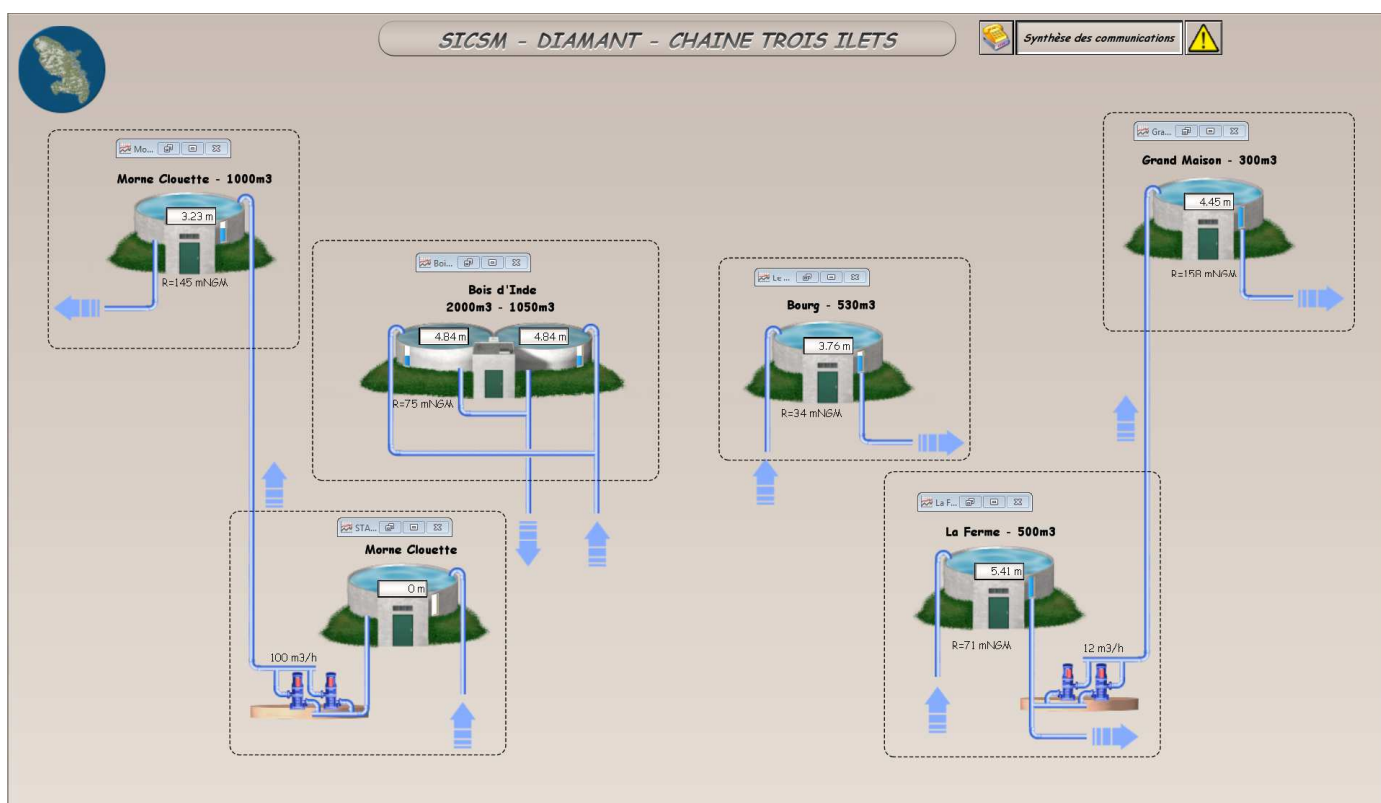 SICSM - DIAMANT - CHAINE TROIS ILETS
Synthèse des communications
Mo...
Morne Clouette - 1000m3
3.23 m
R=145 mNGM
Boi...
Bois d'Inde
2000m3 - 1050m3
4.84 m
4.84 m
R=75 mNGM
Le ...
Bourg - 530m3
3.76 m
R=34 mNGM
Gra...
Grand Maison - 300m3
4.45 m
R=158 mNGM
STA...
Morne Clouette
0 m
100 m3/h
La F...
La Ferme - 500m3
5.41 m
R=71 mNGM
12 m3/h